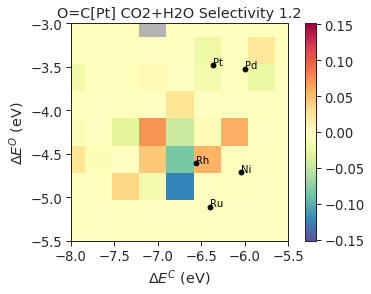 O=C[Pt] CO2+H2O Selectivity 1.2
−3.0
−3.5
−4.0
−4.5
−5.0
−5.5
ΔE^O (eV)
Pt
Pd
Rh
Ni
Ru
−8.0 −7.5 −7.0 −6.5 −6.0 −5.5
ΔE^C (eV)
0.15
0.10
0.05
0.00
−0.05
−0.10
−0.15